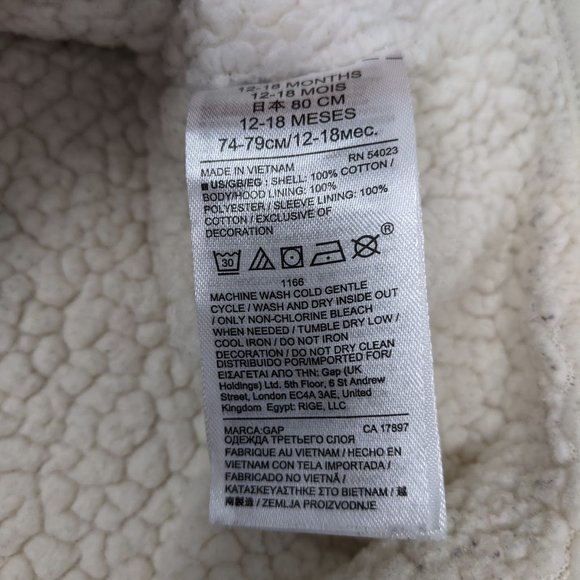 12-18 MONTHS
12-18 MOIS
日本 80 CM
12-18 MESES
74-79см/12-18мес.
MADE IN VIETNAM
RN 54023
US/GB/EG : SHELL: 100% COTTON /
BODY/HOOD LINING: 100%
POLYESTER / SLEEVE LINING: 100%
COTTON / EXCLUSIVE OF
DECORATION
30
®
1166
MACHINE WASH COLD GENTLE
CYCLE / WASH AND DRY INSIDE OUT
/ ONLY NON-CHLORINE BLEACH
WHEN NEEDED / TUMBLE DRY LOW /
COOL IRON / DO NOT IRON
DECORATION / DO NOT DRY CLEAN
DISTRIBUIDO POR/IMPORTED FOR/
ΕΙΣΑΓΕΤΑΙ ΑΠΟ ΤΗΝ: Gap (UK
Holdings) Ltd. 5th Floor, 6 St Andrew
Street, London EC4A 3AE, United
Kingdom Egypt: RIGE, LLC
MARCA:GAP
CA 17897
ОДЕЖДА ТРЕТЬЕГО СЛОЯ
FABRIQUE AU VIETNAM / HECHO EN
VIETNAM CON TELA IMPORTADA /
FABRICADO NO VIETNÃ /
ΚΑΤΑΣΚΕΥΑΣΤΗΚΕ ΣΤΟ ΒΙΕΤΝΑΜ / 越
南製造 / ZEMLJA PROIZVODNJE